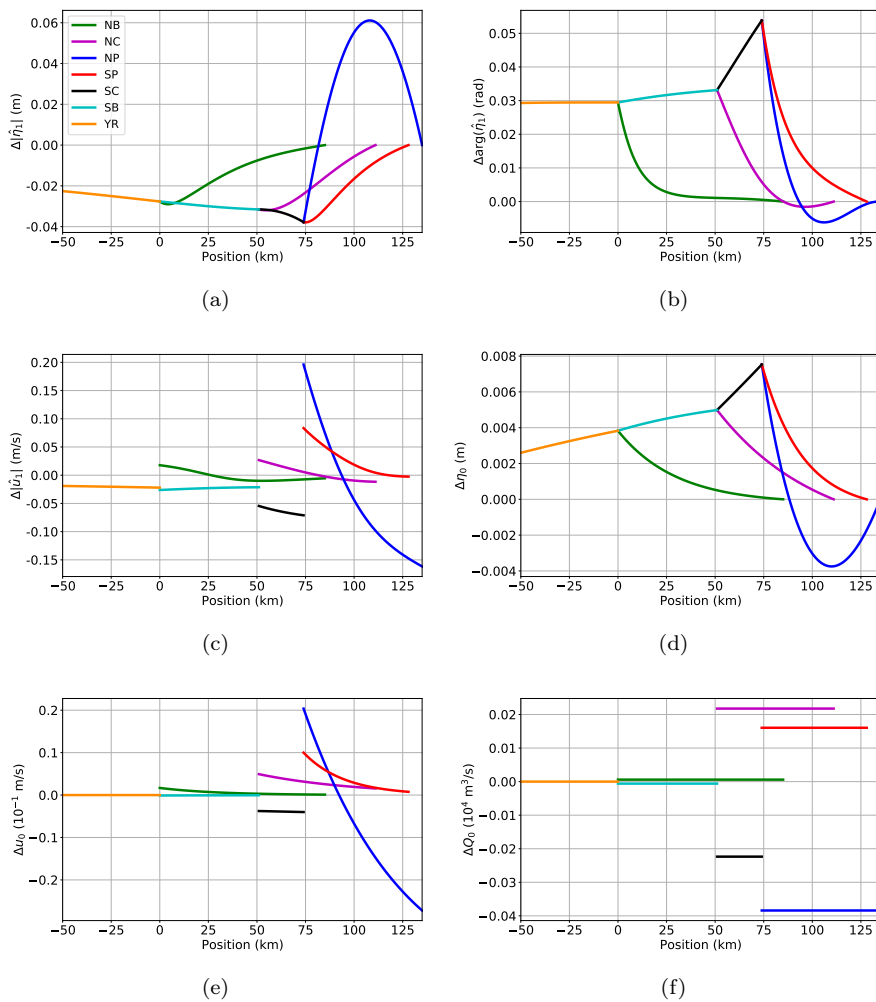 0.06
0.04
0.02
0.00
-0.02
-0.04
Δ|η̂₁| (m)
NB
NC
NP
SP
SC
SB
YR
−50 −25 0 25 50 75 100 125
Position (km)
(a)
0.05
0.04
0.03
0.02
0.01
0.00
Δarg(η̂₁) (rad)
−50 −25 0 25 50 75 100 125
Position (km)
(b)
0.20
0.15
0.10
0.05
0.00
-0.05
-0.10
-0.15
Δ|û₁| (m/s)
−50 −25 0 25 50 75 100 125
Position (km)
(c)
0.008
0.006
0.004
0.002
0.000
−0.002
−0.004
Δη₀ (m)
−50 −25 0 25 50 75 100 125
Position (km)
(d)
0.2
0.1
0.0
−0.1
−0.2
Δu₀ (10⁻¹ m/s)
−50 −25 0 25 50 75 100 125
Position (km)
(e)
0.02
0.01
0.00
−0.01
−0.02
−0.03
−0.04
ΔQ₀ (10⁴ m³/s)
−50 −25 0 25 50 75 100 125
Position (km)
(f)